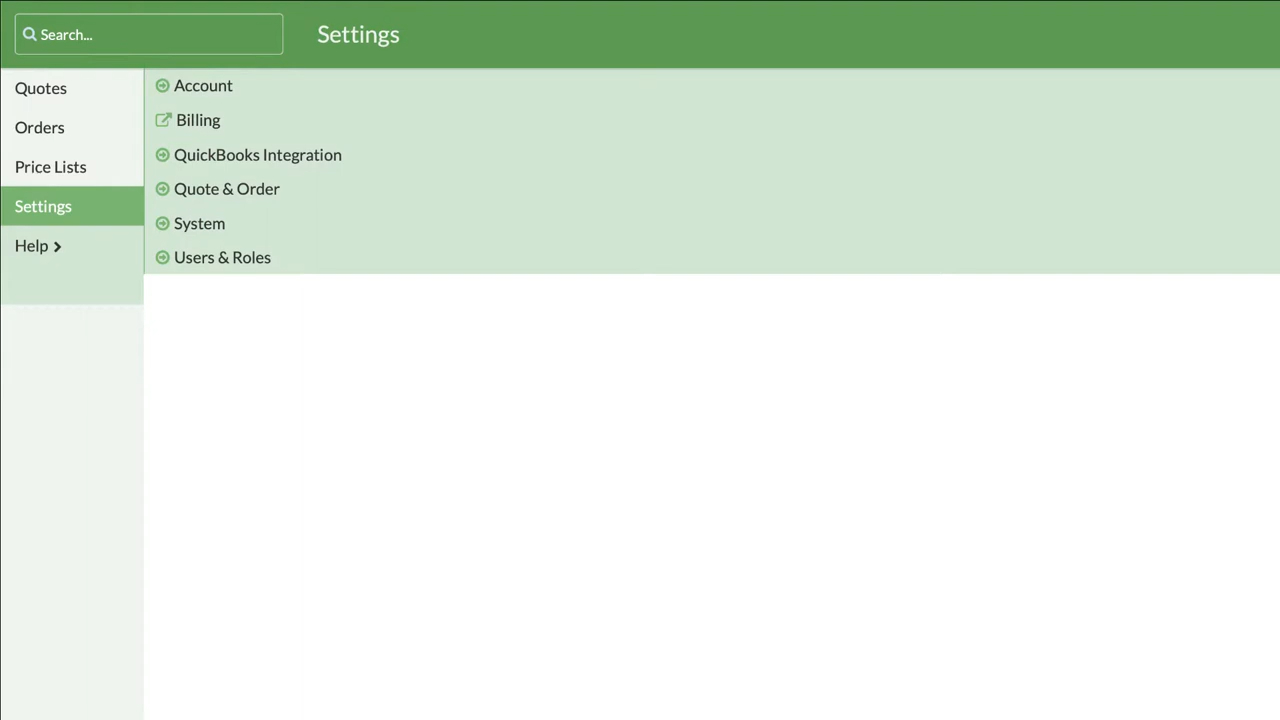 Search...
Settings
Quotes
Orders
Price Lists
Settings
Help
Account
Billing
QuickBooks Integration
Quote & Order
System
Users & Roles